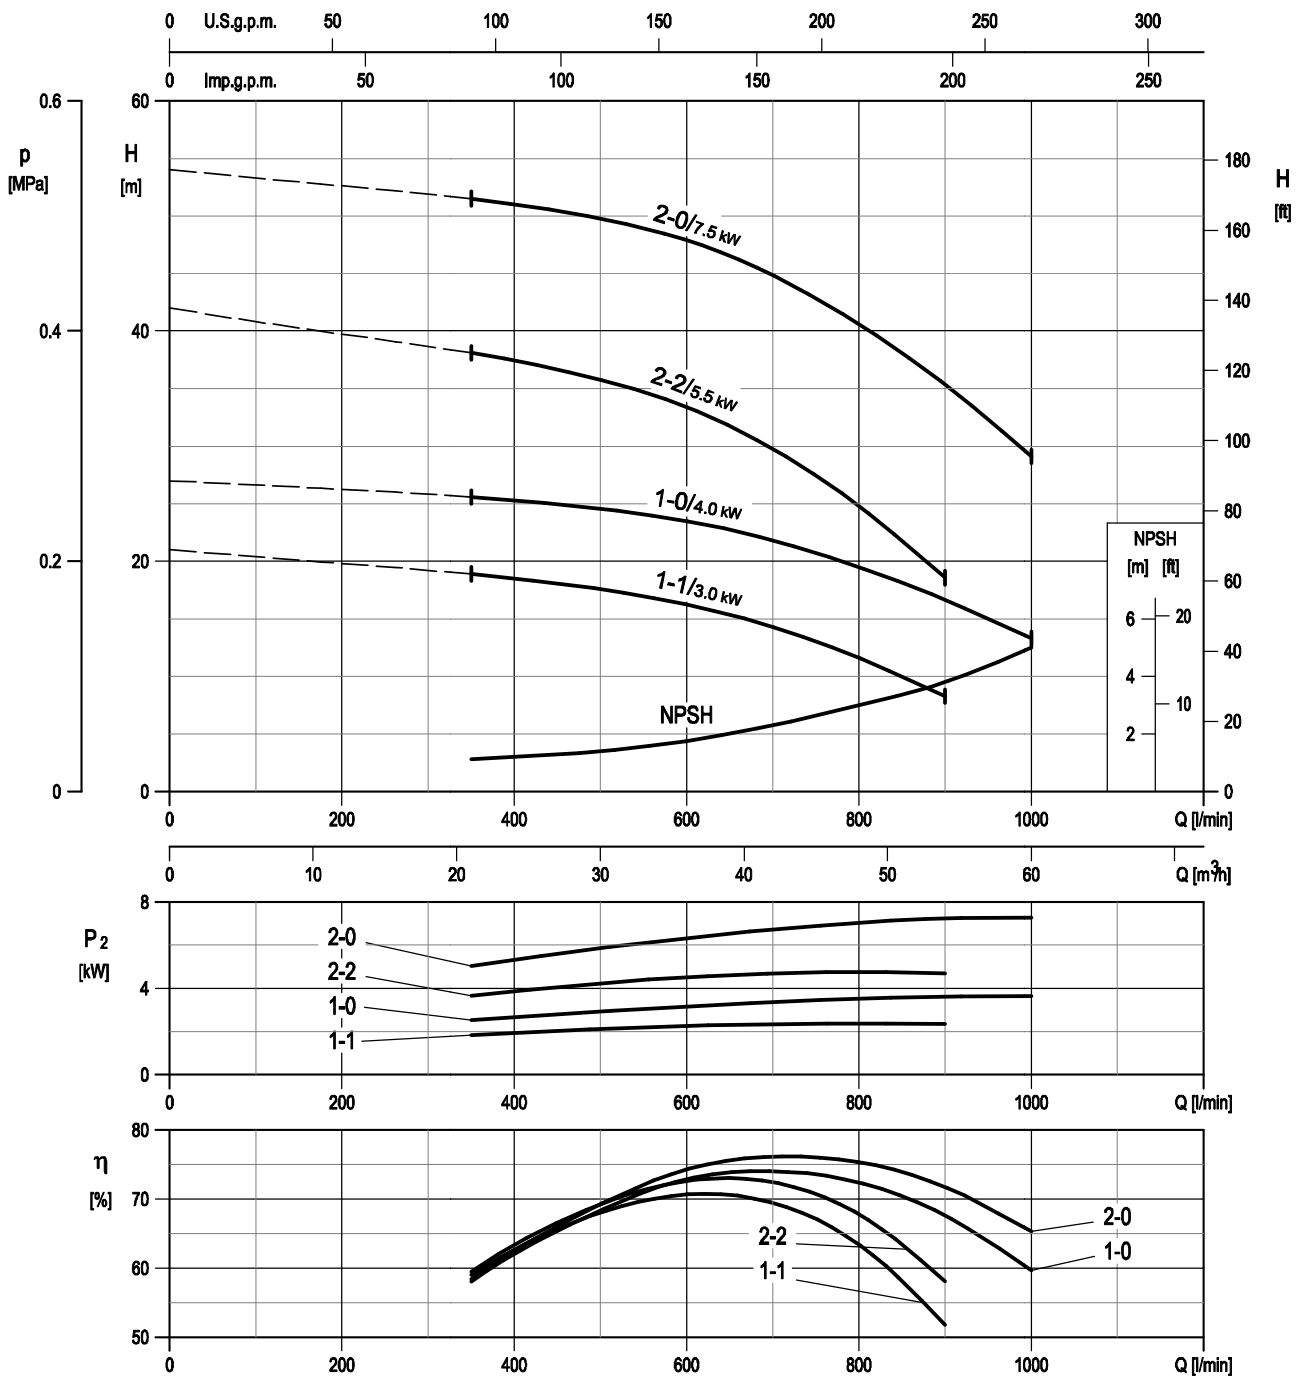 0 U.S.g.p.m. 50 100 150 200 250 300
0 Imp.g.p.m. 50 100 150 200 250
0.6 60
p H
[MPa] [m]
180
H
[ft]
2-0/7.5 kW
160
140
0.4 40
120
2-2/5.5 kW
100
1-0/4.0 kW
80
NPSH
[m] [ft]
0.2 20
60
1-1/3.0 kW
6 20
40
4
10
NPSH
20
2
0 0 0
0 200 400 600 800 1000 Q [l/min]
0 10 20 30 40 50 60 Q [m³/h]
8
P2
[kW]
2-0
2-2
4
1-0
1-1
0
0 200 400 600 800 1000 Q [l/min]
80
η
[%]
70
2-0
2-2
1-0
60
1-1
50
0 200 400 600 800 1000 Q [l/min]